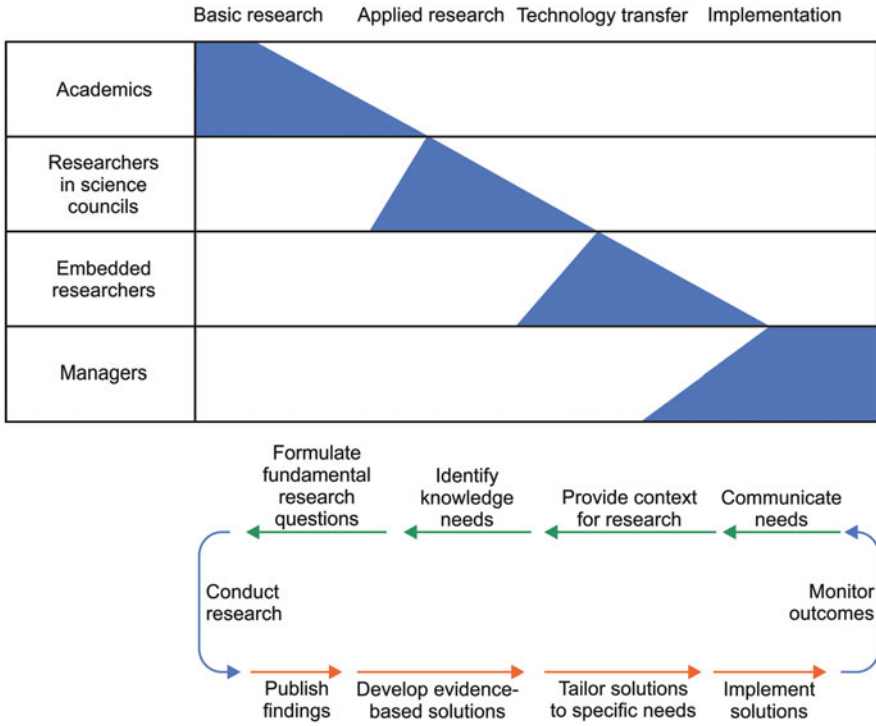 Basic research
Applied research
Technology transfer
Implementation
Academics
Researchers
in science
councils
Embedded
researchers
Managers
Formulate
fundamental
research
questions
Identify
knowledge
needs
Provide context
for research
Communicate
needs
Conduct
research
Monitor
outcomes
Publish
findings
Develop evidence-
based solutions
Tailor solutions
to specific needs
Implement
solutions